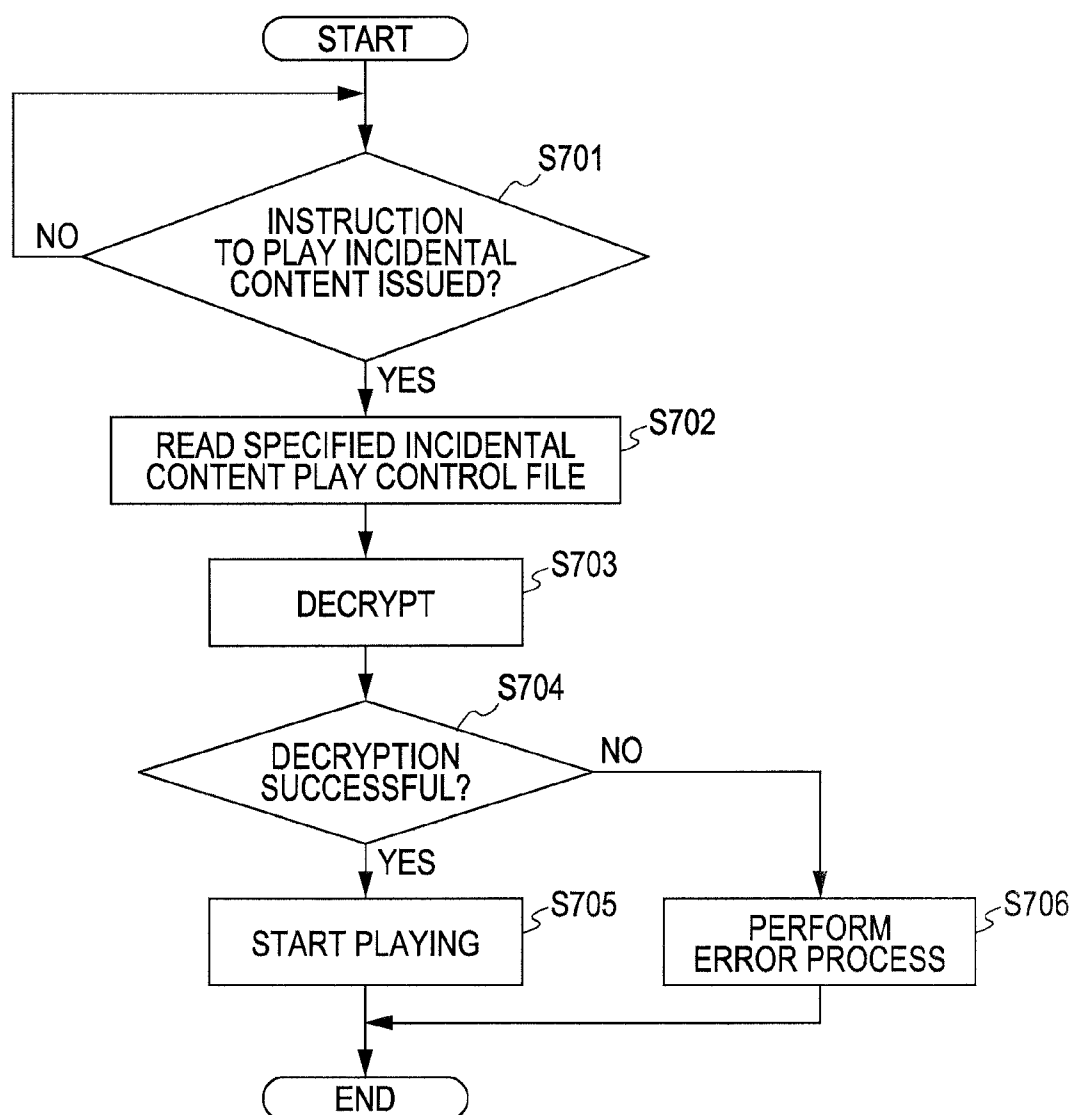 START
S701
INSTRUCTION
TO PLAY INCIDENTAL
CONTENT ISSUED?
NO
YES
S702
READ SPECIFIED INCIDENTAL
CONTENT PLAY CONTROL FILE
S703
DECRYPT
S704
DECRYPTION
SUCCESSFUL?
NO
YES
S705
START PLAYING
S706
PERFORM
ERROR PROCESS
END